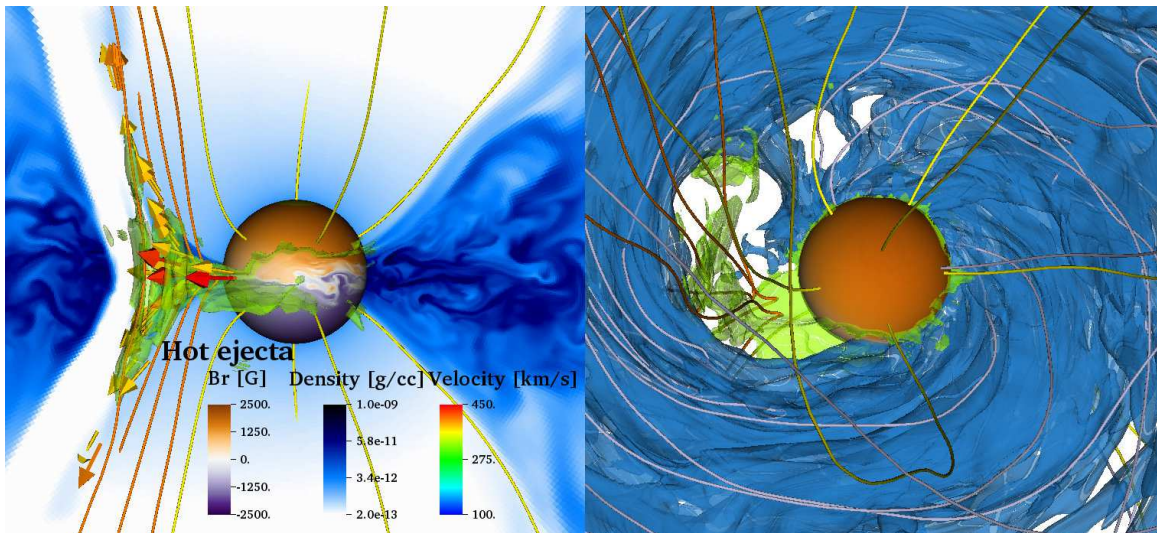 Hot ejecta
Br [G] Density [g/cc] Velocity [km/s]
2500. 1.0e-09 450.
1250. 5.8e-11
0. 275.
-1250. 3.4e-12
-2500. 2.0e-13 100.